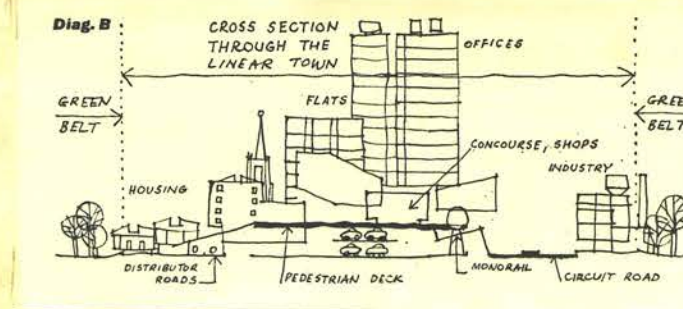 Diag. B
CROSS SECTION
THROUGH THE
LINEAR TOWN
OFFICES
GREEN
BELT
FLATS
GREE
BELT
CONCOURSE, SHOPS
INDUSTRY
HOUSING
DISTRIBUTOR
ROADS
PEDESTRIAN DECK
MONORAIL
CIRCUIT ROAD